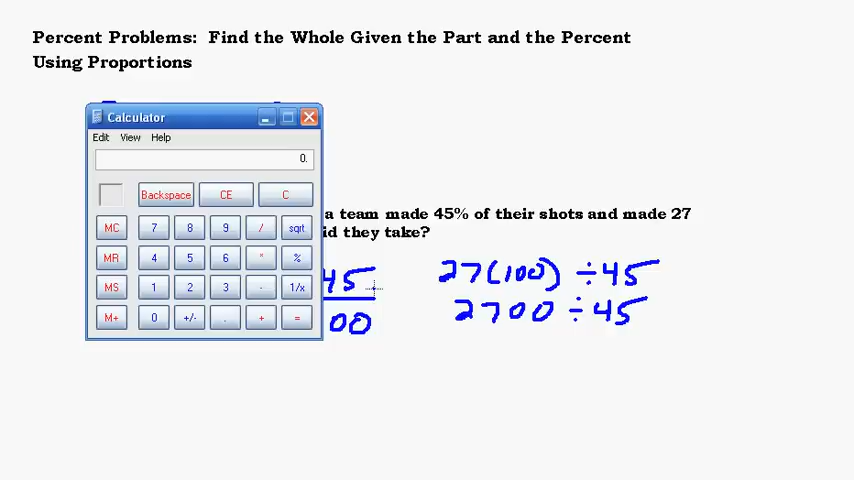 Percent Problems: Find the Whole Given the Part and the Percent
Using Proportions
Calculator
Edit View Help
0.
Backspace CE C
MC 7 8 9 / sqrt
MR 4 5 6 * %
MS 1 2 3 - 1/x
M+ 0 +/- . + =
a team made 45% of their shots and made 27
did they take?
45 27(100) ÷45
00 2700 ÷45